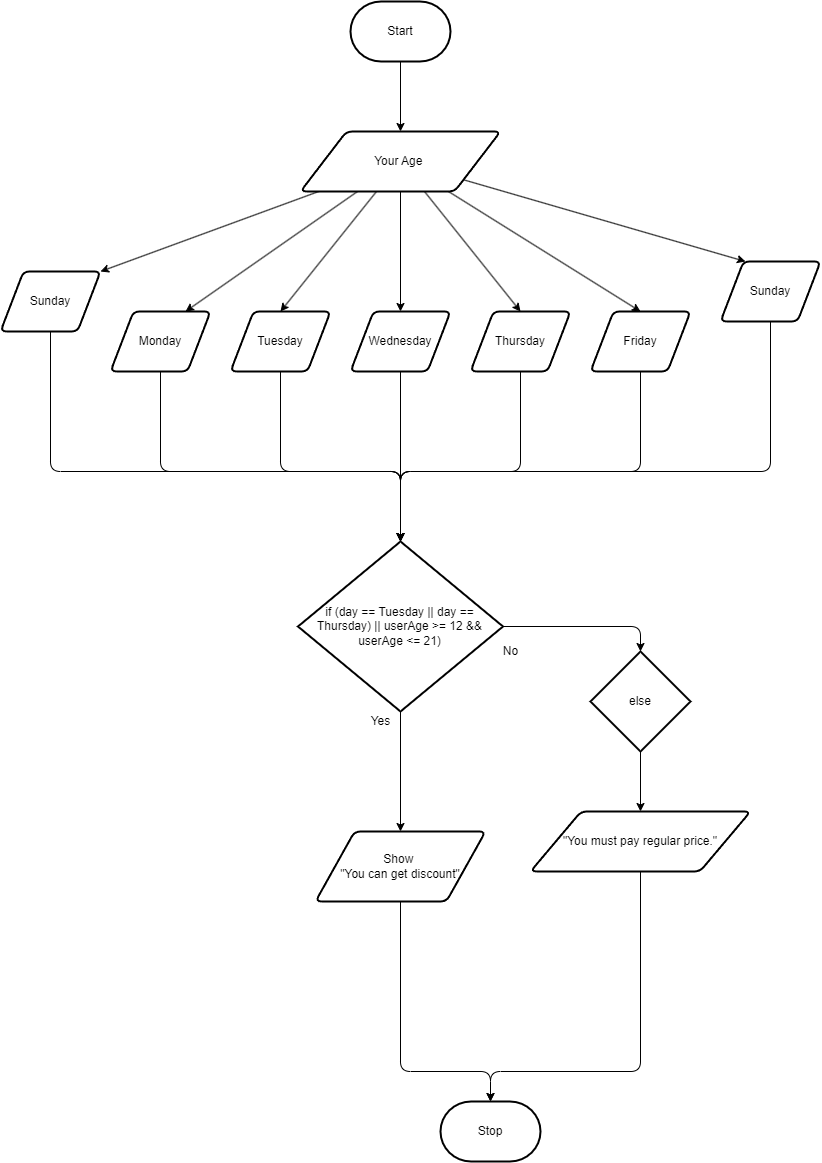 Start
Your Age
Sunday
Monday
Tuesday
Wednesday
Thursday
Friday
Sunday
if (day == Tuesday || day ==
Thursday) || userAge >= 12 &&
userAge <= 21)
No
else
Yes
"You must pay regular price."
Show
"You can get discount"
Stop